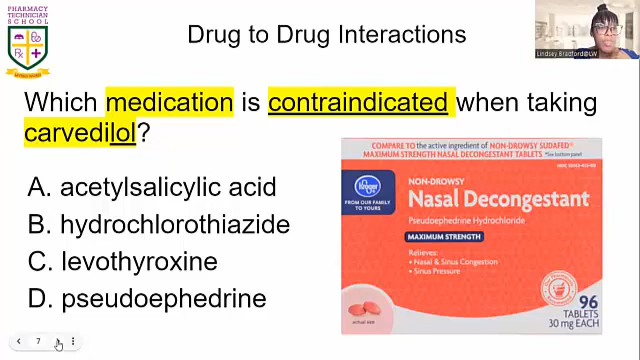 PHARMACY
TECHNICIAN
SCHOOL
Rx
Drug to Drug Interactions
Lindsey Bradford@LW
Which medication is contraindicated when taking
carvedilol?
A. acetylsalicylic acid
B. hydrochlorothiazide
C. levothyroxine
D. pseudoephedrine
COMPARE TO the active ingredient of NON-DROWSY SUDAFED®
MAXIMUM STRENGTH NASAL DECONGESTANT TABLETS *See bottom panel
Kroger
FROM OUR FAMILY
TO YOURS
NON-DROWSY
Nasal Decongestant
Pseudoephedrine Hydrochloride
MAXIMUM STRENGTH
Relieves:
• Nasal & Sinus Congestion
• Sinus Pressure
actual size
96
TABLETS
30 mg EACH
7